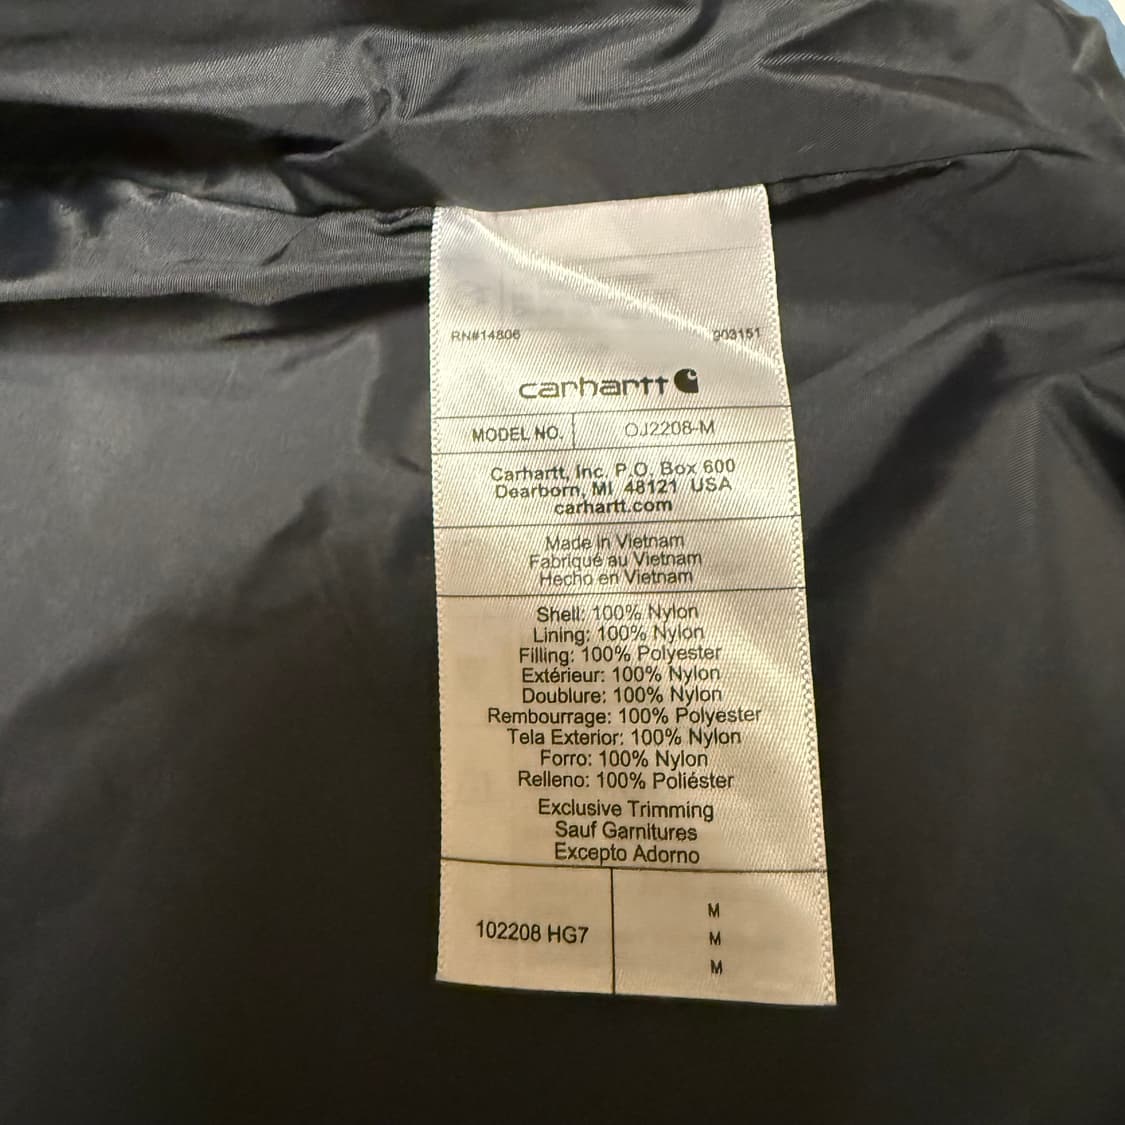 RN#14806 903151
carhartt
MODEL NO. OJ2208-M
Carhartt, Inc. P.O. Box 600
Dearborn, MI 48121 USA
carhartt.com
Made in Vietnam
Fabriqué au Vietnam
Hecho en Vietnam
Shell: 100% Nylon
Lining: 100% Nylon
Filling: 100% Polyester
Extérieur: 100% Nylon
Doublure: 100% Nylon
Rembourrage: 100% Polyester
Tela Exterior: 100% Nylon
Forro: 100% Nylon
Relleno: 100% Poliéster
Exclusive Trimming
Sauf Garnitures
Excepto Adorno
102208 HG7
M
M
M